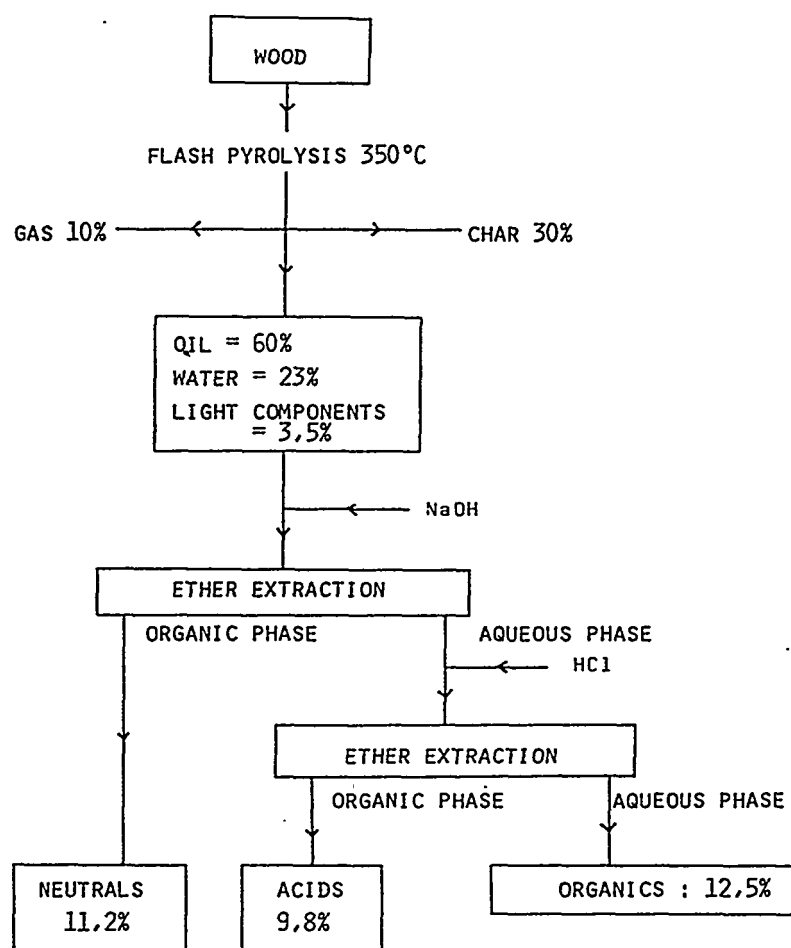 WOOD
FLASH PYROLYSIS 350°C
GAS 10%
CHAR 30%
OIL = 60%
WATER = 23%
LIGHT COMPONENTS
= 3,5%
NaOH
ETHER EXTRACTION
ORGANIC PHASE
AQUEOUS PHASE
HCl
ETHER EXTRACTION
ORGANIC PHASE
AQUEOUS PHASE
NEUTRALS
11,2%
ACIDS
9,8%
ORGANICS : 12,5%